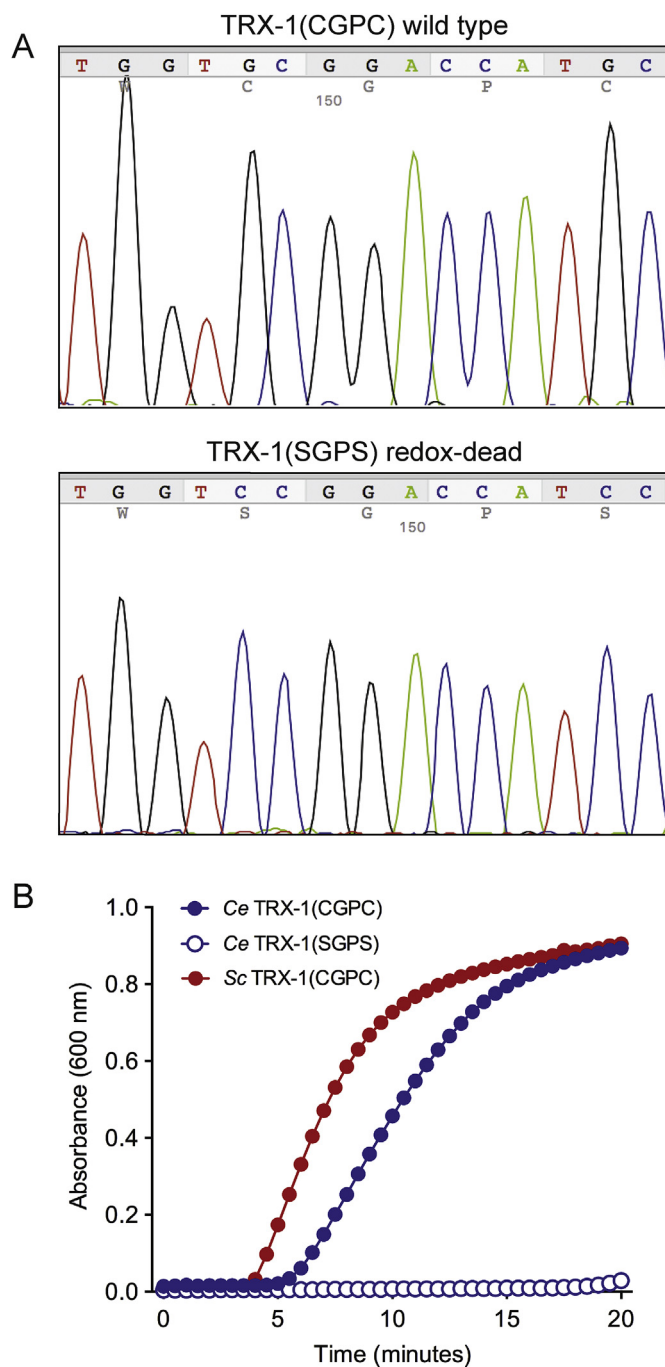 A
TRX-1(CGPC) wild type
T G G T G C G G A C C A T G C
W C G P C
150
TRX-1(SGPS) redox-dead
T G G T C C G G A C C A T C C
W S G P S
150
B
Ce TRX-1(CGPC)
Ce TRX-1(SGPS)
Sc TRX-1(CGPC)
Absorbance (600 nm)
1.0
0.8
0.6
0.4
0.2
0.0
0 5 10 15 20
Time (minutes)